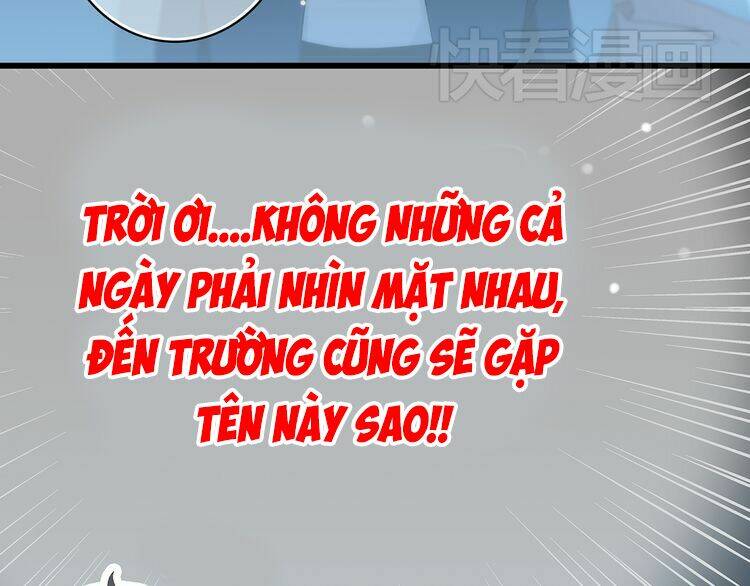 快看漫画
TRỜI ƠI....KHÔNG NHỮNG CẢ
NGÀY PHẢI NHÌN MẶT NHAU,
ĐẾN TRƯỜNG CŨNG SẼ GẶP
TÊN NÀY SAO!!